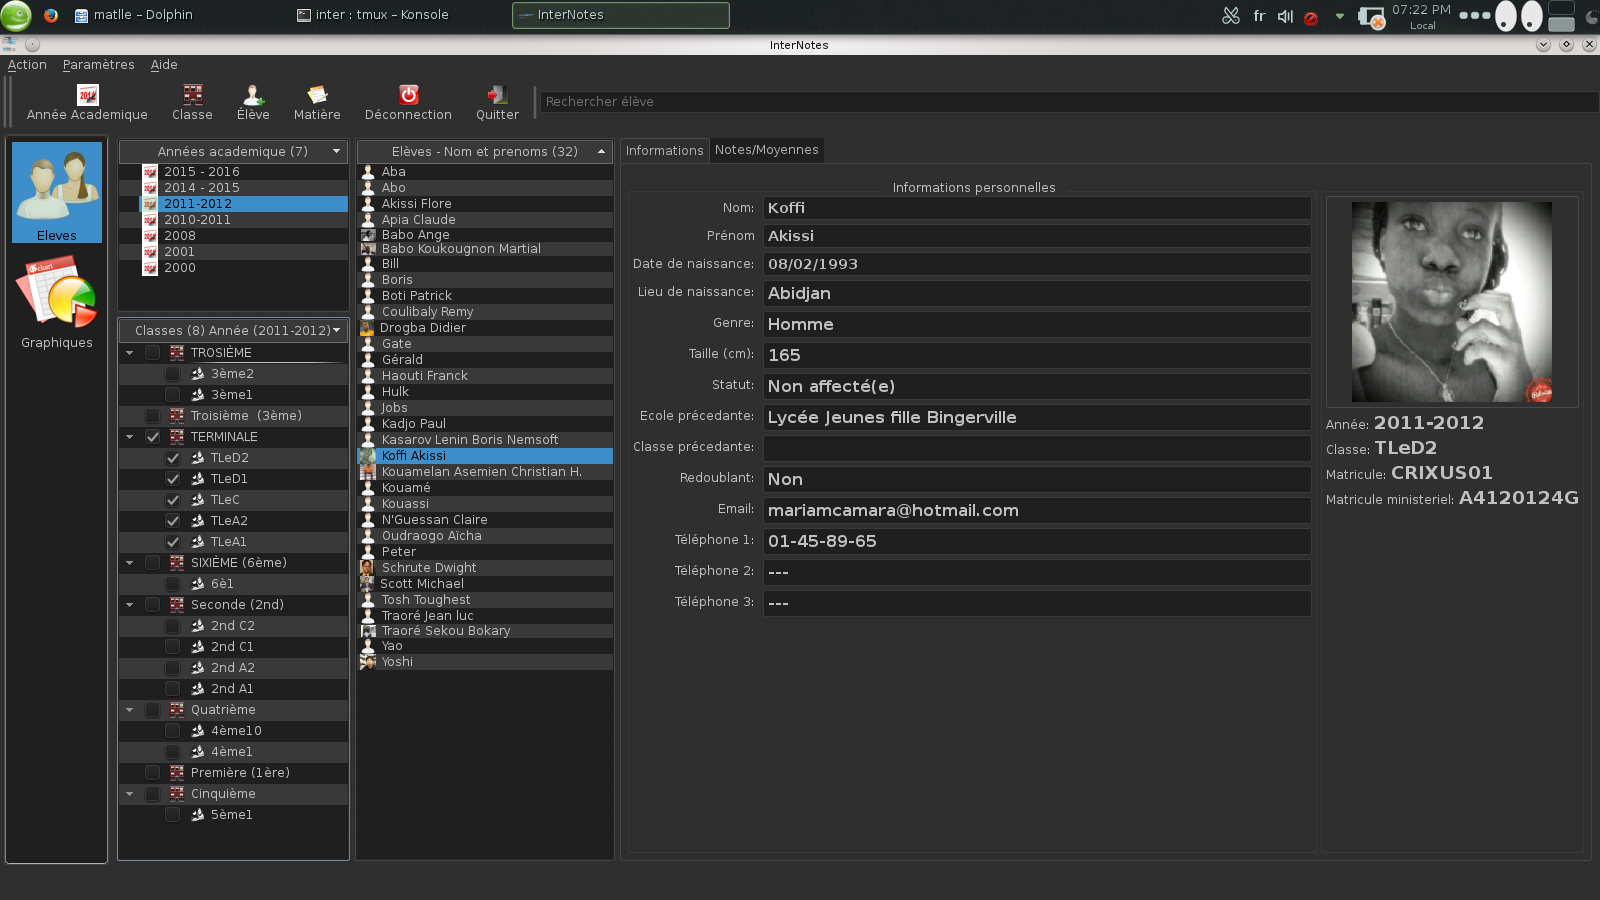 matlle – Dolphin
inter : tmux – Konsole
InterNotes
fr
07:22 PM
Local
InterNotes
Action Paramètres Aide
Année Academique
Classe
Élève
Matière
Déconnection
Quitter
Rechercher élève
Eleves
Graphiques
Années academique (7)
2015 - 2016
2014 - 2015
2011-2012
2010-2011
2008
2001
2000
Classes (8) Année (2011-2012)
TROSIÈME
3ème2
3ème1
Troisième (3ème)
TERMINALE
TLeD2
TLeD1
TLeC
TLeA2
TLeA1
SIXIÈME (6ème)
6è1
Seconde (2nd)
2nd C2
2nd C1
2nd A2
2nd A1
Quatrième
4ème10
4ème1
Première (1ère)
Cinquième
5ème1
Elèves - Nom et prenoms (32)
Aba
Abo
Akissi Flore
Apia Claude
Babo Ange
Babo Koukougnon Martial
Bill
Boris
Boti Patrick
Coulibaly Remy
Drogba Didier
Gate
Gérald
Haouti Franck
Hulk
Jobs
Kadjo Paul
Kasarov Lenin Boris Nemsoft
Koffi Akissi
Kouamelan Asemien Christian H.
Kouamé
Kouassi
N'Guessan Claire
Oudraogo Aïcha
Peter
Schrute Dwight
Scott Michael
Tosh Toughest
Traoré Jean luc
Traoré Sekou Bokary
Yao
Yoshi
Informations
Notes/Moyennes
Informations personnelles
Nom: Koffi
Prénom Akissi
Date de naissance: 08/02/1993
Lieu de naissance: Abidjan
Genre: Homme
Taille (cm): 165
Statut: Non affecté(e)
Ecole précedante: Lycée Jeunes fille Bingerville
Classe précedante:
Redoublant: Non
Email: mariamcamara@hotmail.com
Téléphone 1: 01-45-89-65
Téléphone 2: ---
Téléphone 3: ---
Année: 2011-2012
Classe: TLeD2
Matricule: CRIXUS01
Matricule ministeriel: A4120124G